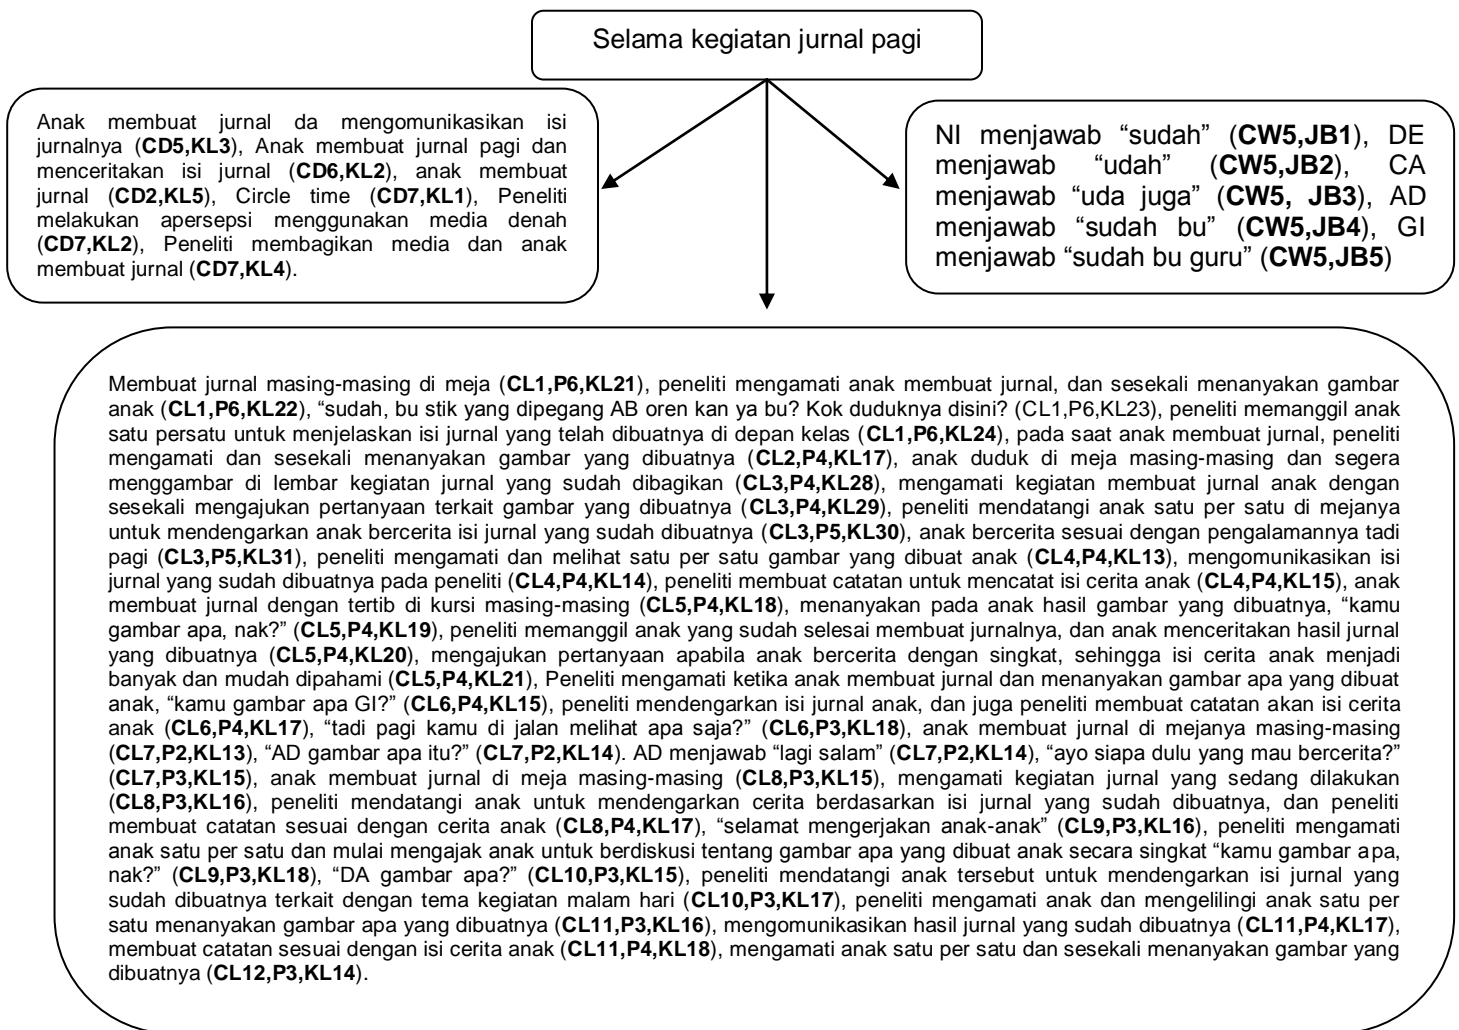 Selama kegiatan jurnal pagi
Anak membuat jurnal da mengomunikasikan isi
jurnalnya (CD5,KL3), Anak membuat jurnal pagi dan
menceritakan isi jurnal (CD6,KL2), anak membuat
jurnal (CD2,KL5), Circle time (CD7,KL1), Peneliti
melakukan apersepsi menggunakan media denah
(CD7,KL2), Peneliti membagikan media dan anak
membuat jurnal (CD7,KL4).
NI menjawab “sudah” (CW5,JB1), DE
menjawab “udah” (CW5,JB2), CA
menjawab “uda juga” (CW5, JB3), AD
menjawab “sudah bu” (CW5,JB4), GI
menjawab “sudah bu guru” (CW5,JB5)
Membuat jurnal masing-masing di meja (CL1,P6,KL21), peneliti mengamati anak membuat jurnal, dan sesekali menanyakan gambar
anak (CL1,P6,KL22), “sudah, bu stik yang dipegang AB oren kan ya bu? Kok duduknya disini? (CL1,P6,KL23), peneliti memanggil anak
satu persatu untuk menjelaskan isi jurnal yang telah dibuatnya di depan kelas (CL1,P6,KL24), pada saat anak membuat jurnal, peneliti
mengamati dan sesekali menanyakan gambar yang dibuatnya (CL2,P4,KL17), anak duduk di meja masing-masing dan segera
menggambar di lembar kegiatan jurnal yang sudah dibagikan (CL3,P4,KL28), mengamati kegiatan membuat jurnal anak dengan
sesekali mengajukan pertanyaan terkait gambar yang dibuatnya (CL3,P4,KL29), peneliti mendatangi anak satu per satu di mejanya
untuk mendengarkan anak bercerita isi jurnal yang sudah dibuatnya (CL3,P5,KL30), anak bercerita sesuai dengan pengalamannya tadi
pagi (CL3,P5,KL31), peneliti mengamati dan melihat satu per satu gambar yang dibuat anak (CL4,P4,KL13), mengomunikasikan isi
jurnal yang sudah dibuatnya pada peneliti (CL4,P4,KL14), peneliti membuat catatan untuk mencatat isi cerita anak (CL4,P4,KL15), anak
membuat jurnal dengan tertib di kursi masing-masing (CL5,P4,KL18), menanyakan pada anak hasil gambar yang dibuatnya, “kamu
gambar apa, nak?” (CL5,P4,KL19), peneliti memanggil anak yang sudah selesai membuat jurnalnya, dan anak menceritakan hasil jurnal
yang dibuatnya (CL5,P4,KL20), mengajukan pertanyaan apabila anak bercerita dengan singkat, sehingga isi cerita anak menjadi
banyak dan mudah dipahami (CL5,P4,KL21), Peneliti mengamati ketika anak membuat jurnal dan menanyakan gambar apa yang dibuat
anak, “kamu gambar apa GI?” (CL6,P4,KL15), peneliti mendengarkan isi jurnal anak, dan juga peneliti membuat catatan akan isi cerita
anak (CL6,P4,KL17), “tadi pagi kamu di jalan melihat apa saja?” (CL6,P3,KL18), anak membuat jurnal di mejanya masing-masing
(CL7,P2,KL13), “AD gambar apa itu?” (CL7,P2,KL14). AD menjawab “lagi salam” (CL7,P2,KL14), “ayo siapa dulu yang mau bercerita?”
(CL7,P3,KL15), anak membuat jurnal di meja masing-masing (CL8,P3,KL15), mengamati kegiatan jurnal yang sedang dilakukan
(CL8,P3,KL16), peneliti mendatangi anak untuk mendengarkan cerita berdasarkan isi jurnal yang sudah dibuatnya, dan peneliti
membuat catatan sesuai dengan cerita anak (CL8,P4,KL17), “selamat mengerjakan anak-anak” (CL9,P3,KL16), peneliti mengamati
anak satu per satu dan mulai mengajak anak untuk berdiskusi tentang gambar apa yang dibuat anak secara singkat “kamu gambar apa,
nak?” (CL9,P3,KL18), “DA gambar apa?” (CL10,P3,KL15), peneliti mendatangi anak tersebut untuk mendengarkan isi jurnal yang
sudah dibuatnya terkait dengan tema kegiatan malam hari (CL10,P3,KL17), peneliti mengamati anak dan mengelilingi anak satu per
satu menanyakan gambar apa yang dibuatnya (CL11,P3,KL16), mengomunikasikan hasil jurnal yang sudah dibuatnya (CL11,P4,KL17),
membuat catatan sesuai dengan isi cerita anak (CL11,P4,KL18), mengamati anak satu per satu dan sesekali menanyakan gambar yang
dibuatnya (CL12,P3,KL14).